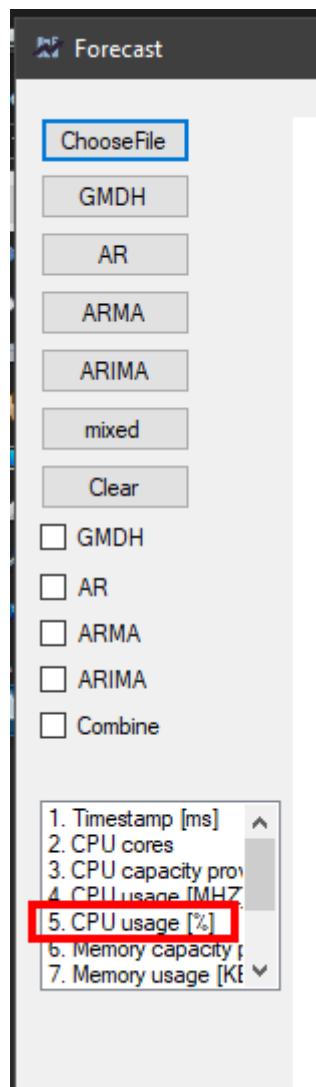 Forecast
ChooseFile
GMDH
AR
ARMA
ARIMA
mixed
Clear
GMDH
AR
ARMA
ARIMA
Combine
1. Timestamp [ms]
2. CPU cores
3. CPU capacity prov
4. CPU usage [MHZ]
5. CPU usage [%]
6. Memory capacity p
7. Memory usage [KB